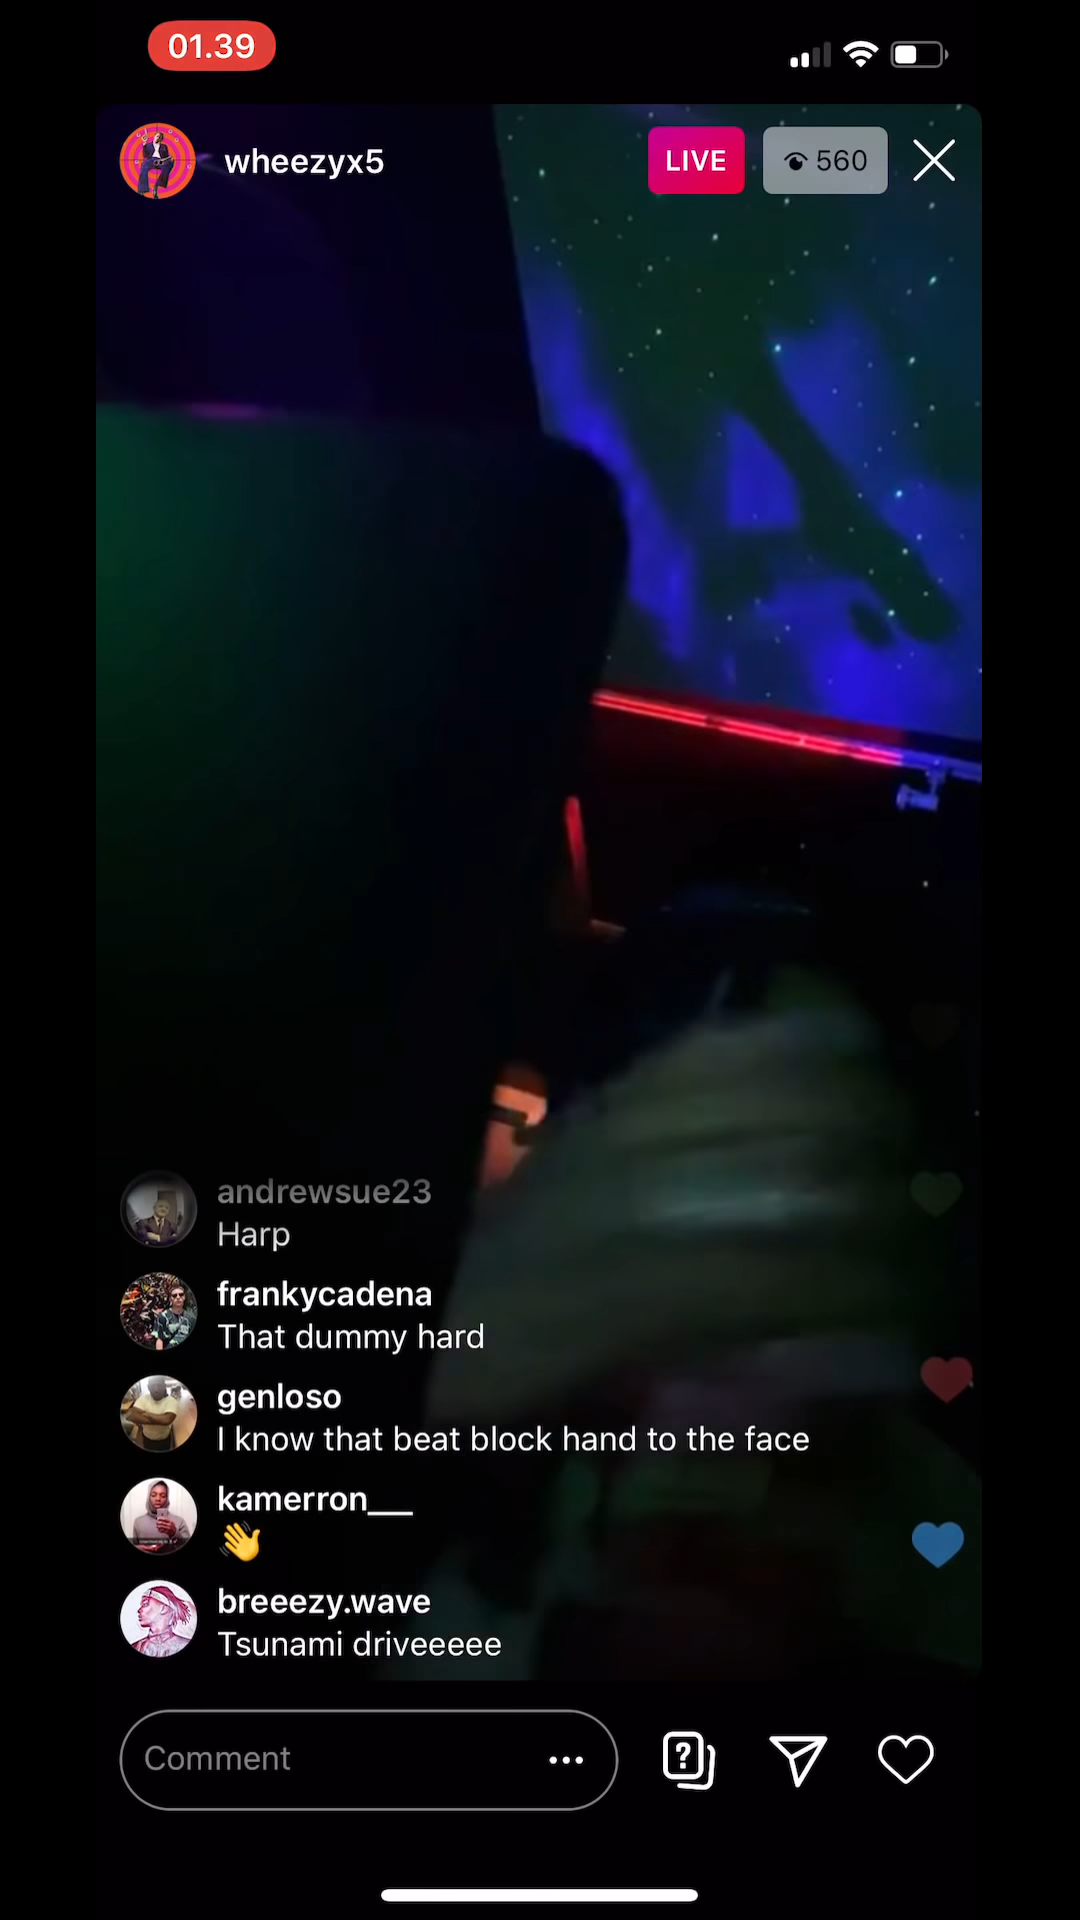 01.39
wheezyx5
LIVE
560
andrewsue23
Harp
frankycadena
That dummy hard
genloso
I know that beat block hand to the face
kamerron___
👋
breeezy.wave
Tsunami driveeeee
Comment
?